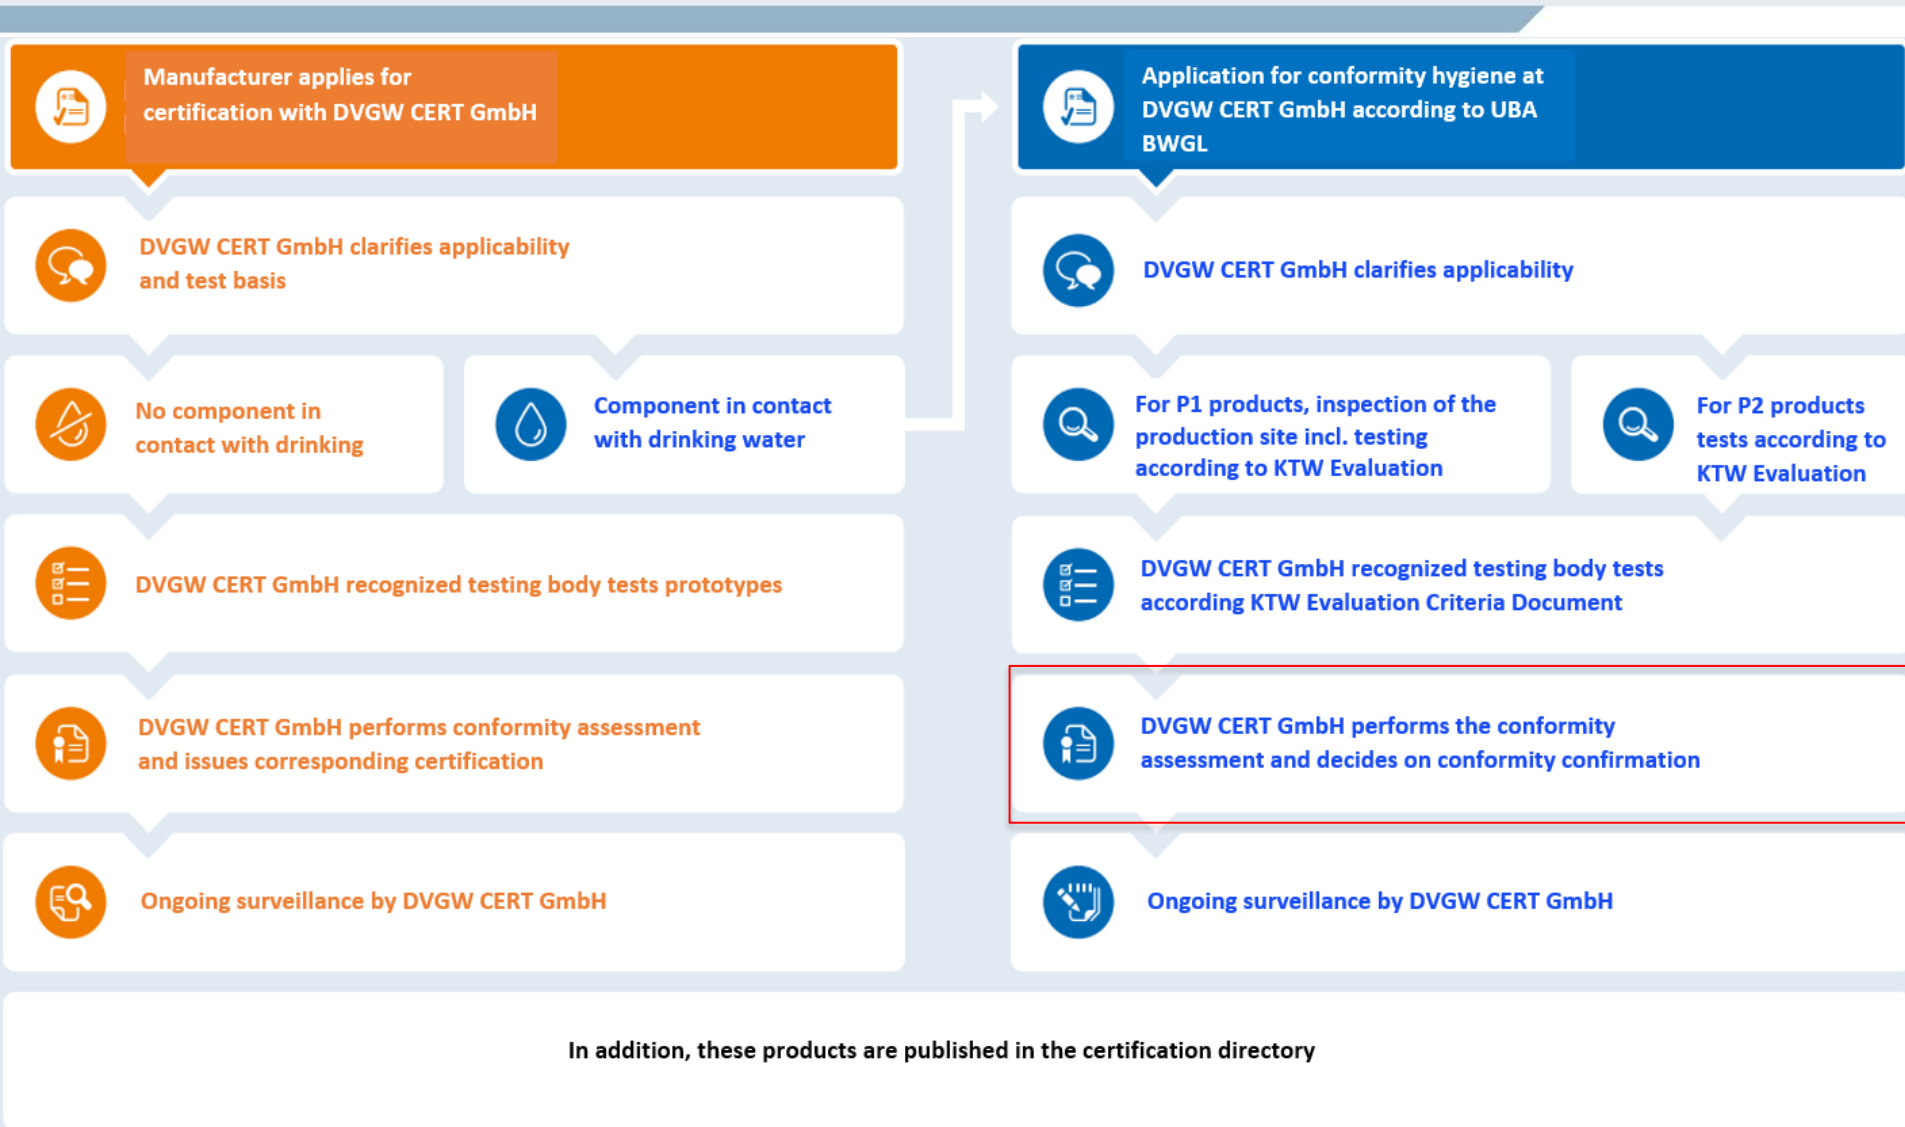 Manufacturer applies for
certification with DVGW CERT GmbH
DVGW CERT GmbH clarifies applicability
and test basis
No component in
contact with drinking
Component in contact
with drinking water
DVGW CERT GmbH recognized testing body tests prototypes
DVGW CERT GmbH performs conformity assessment
and issues corresponding certification
Ongoing surveillance by DVGW CERT GmbH
Application for conformity hygiene at
DVGW CERT GmbH according to UBA
BWGL
DVGW CERT GmbH clarifies applicability
For P1 products, inspection of the
production site incl. testing
according to KTW Evaluation
For P2 products
tests according to
KTW Evaluation
DVGW CERT GmbH recognized testing body tests
according KTW Evaluation Criteria Document
DVGW CERT GmbH performs the conformity
assessment and decides on conformity confirmation
Ongoing surveillance by DVGW CERT GmbH
In addition, these products are published in the certification directory